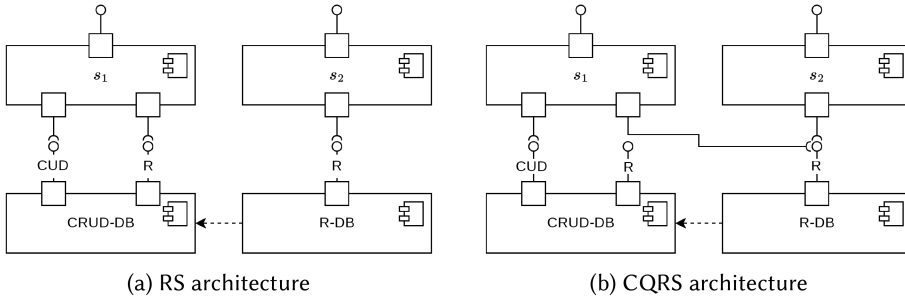 s₁ s₂ s₁ s₂
CUD R R CUD R R
CRUD-DB R-DB CRUD-DB R-DB
(a) RS architecture (b) CQRS architecture